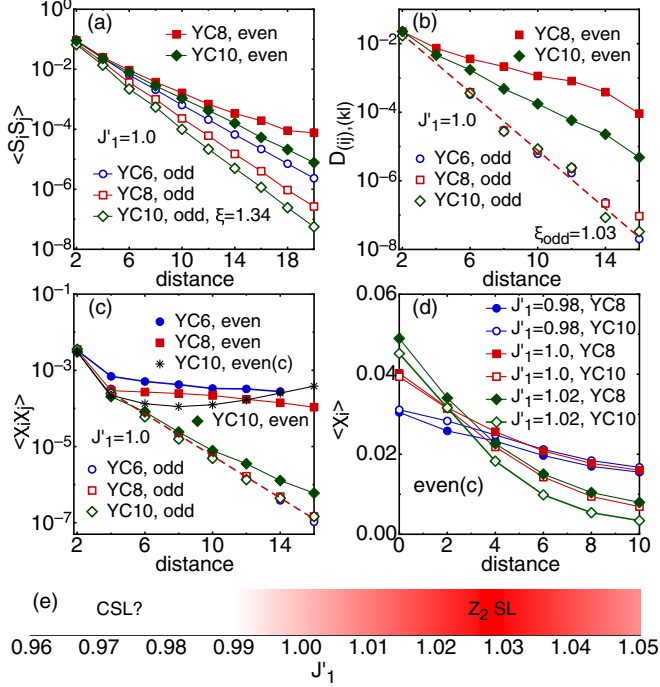 (a)
YC8, even
YC10, even
J'1=1.0
YC6, odd
YC8, odd
YC10, odd, ξ=1.34
<SiSj>
10^0
10^-2
10^-4
10^-6
10^-8
2 4 6 8 10 12 14 16 18 20
distance
(b)
YC8, even
YC10, even
J'1=1.0
YC6, odd
YC8, odd
YC10, odd
ξodd=1.03
D(ij),(kl)
10^-2
10^-4
10^-6
10^-8
2 4 6 8 10 12 14 16
distance
(c)
YC6, even
YC8, even
YC10, even(c)
YC10, even
J'1=1.0
YC6, odd
YC8, odd
YC10, odd
<XiXj>
10^-1
10^-3
10^-5
10^-7
2 6 10 14
distance
(d)
J'1=0.98, YC8
J'1=0.98, YC10
J'1=1.0, YC8
J'1=1.0, YC10
J'1=1.02, YC8
J'1=1.02, YC10
even(c)
<Xi>
0.06
0.04
0.02
0.00
0 2 4 6 8 10
distance
(e)
CSL?
Z2 SL
0.96 0.97 0.98 0.99 1.00 1.01 1.02 1.03 1.04 1.05
J'1